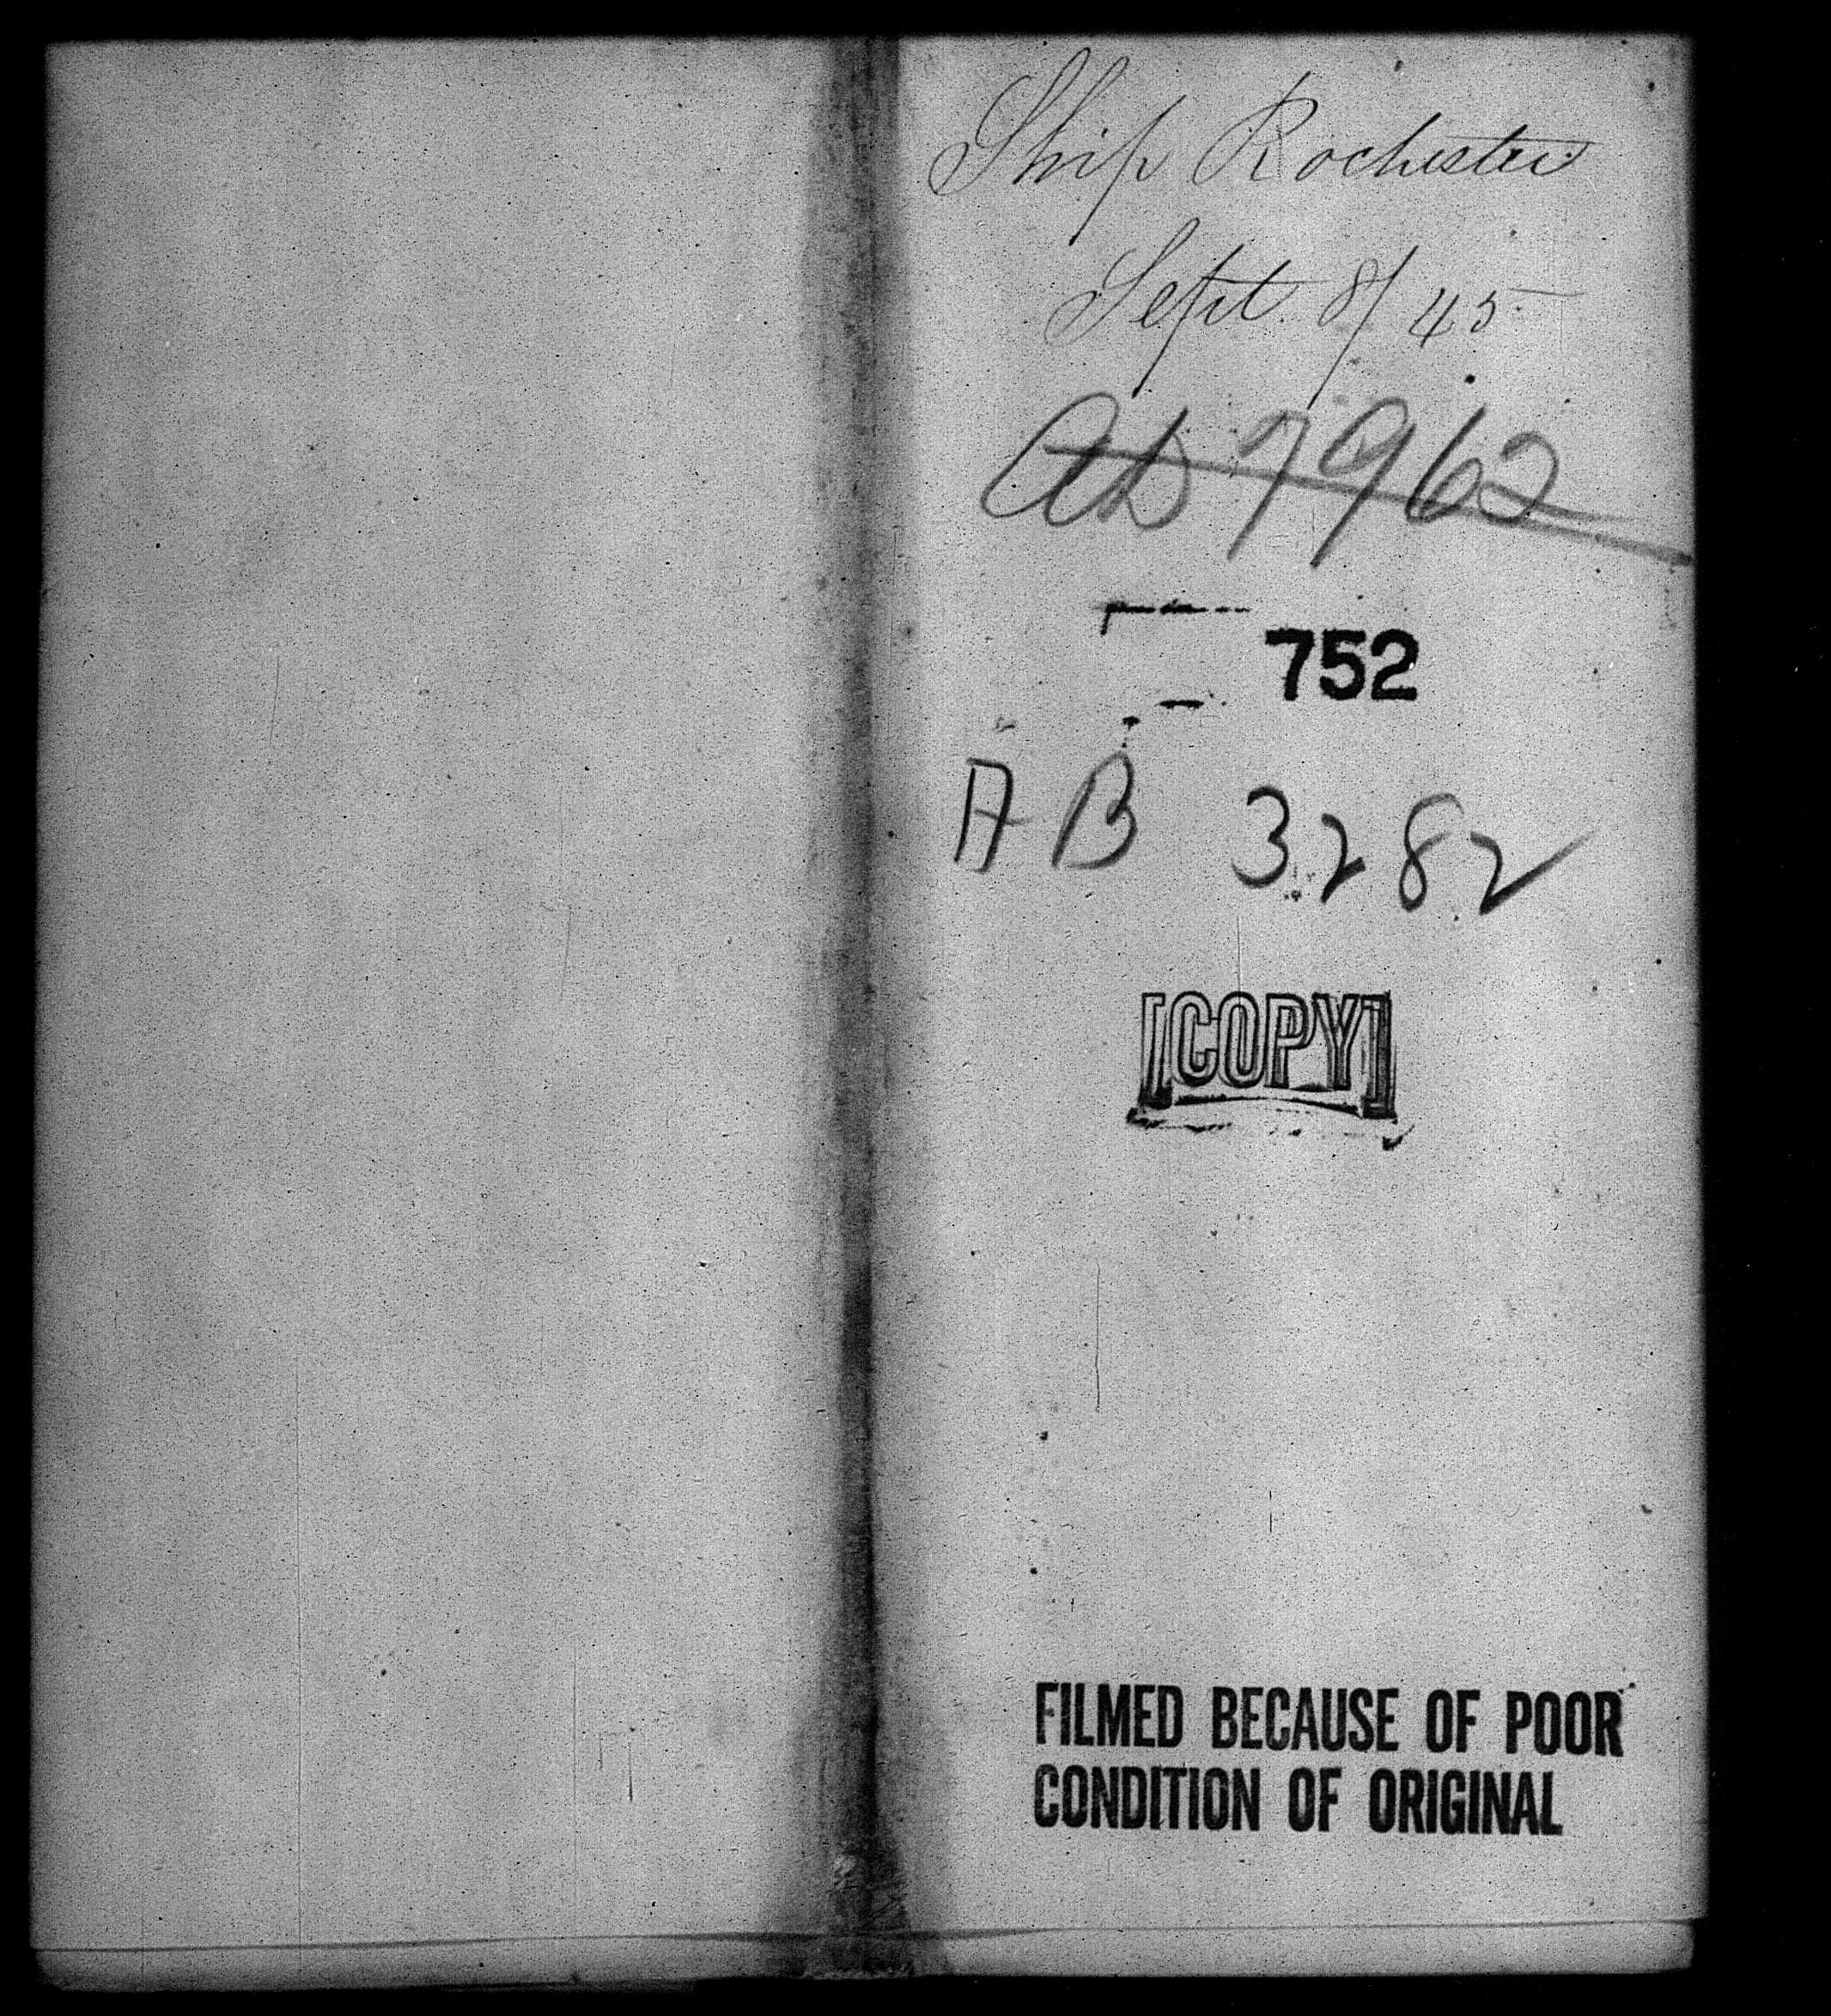 Ship Rochester
Sept. 8/45
AD 7962
752
AB 3282
[COPY]
FILMED BECAUSE OF POOR
CONDITION OF ORIGINAL